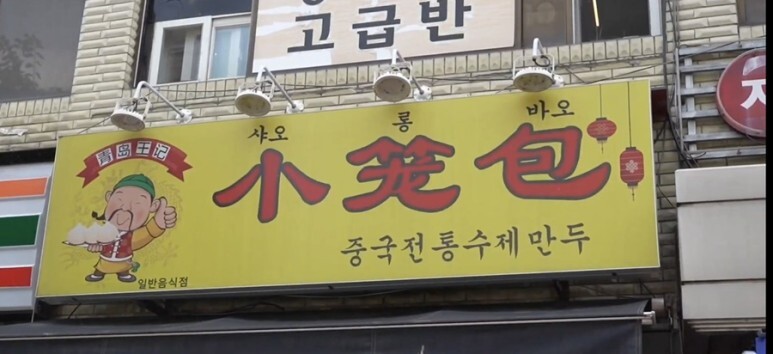 고급반
샤오 롱 바오
青岛王记
小笼包
중국전통수제만두
일반음식점